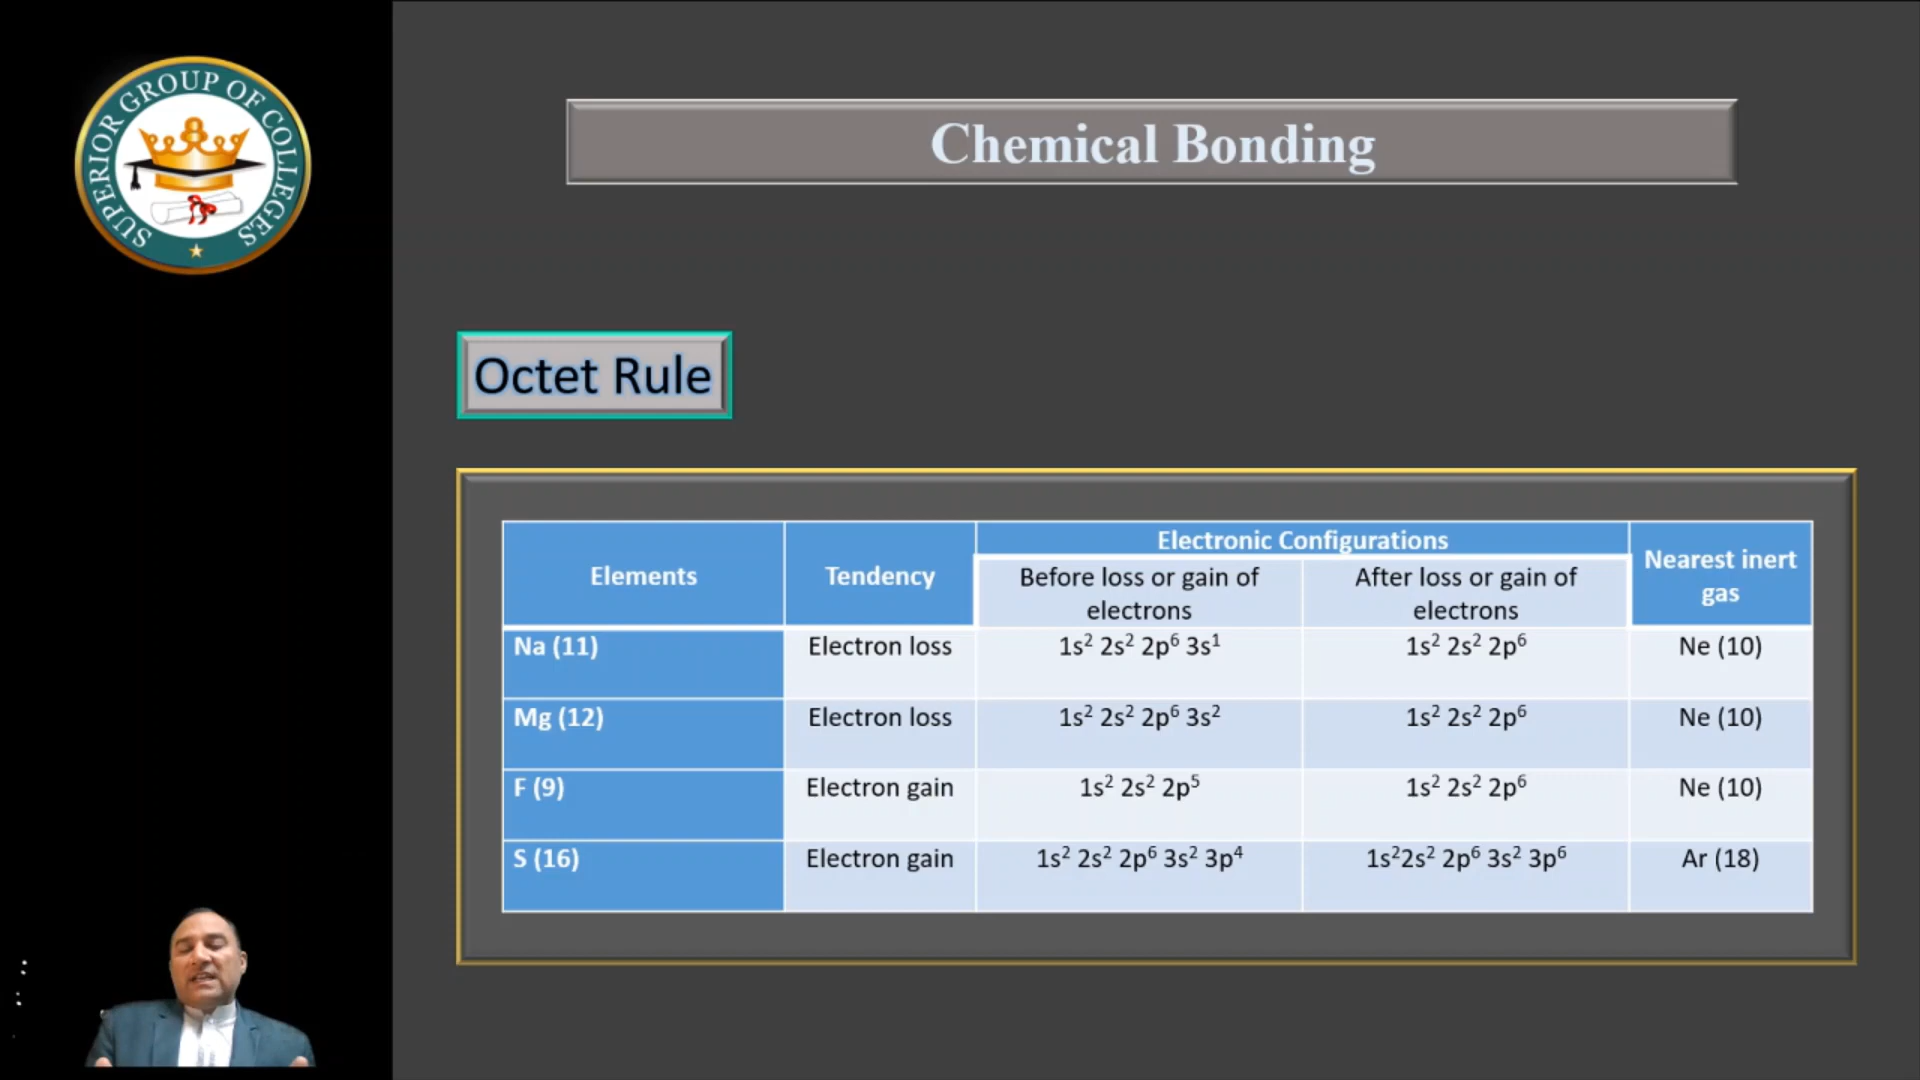 SUPERIOR GROUP OF COLLEGES
Chemical Bonding
Octet Rule
Elements
Tendency
Electronic Configurations
Nearest inert
gas
Before loss or gain of
electrons
After loss or gain of
electrons
Na (11) Electron loss 1s² 2s² 2p⁶ 3s¹ 1s² 2s² 2p⁶ Ne (10)
Mg (12) Electron loss 1s² 2s² 2p⁶ 3s² 1s² 2s² 2p⁶ Ne (10)
F (9) Electron gain 1s² 2s² 2p⁵ 1s² 2s² 2p⁶ Ne (10)
S (16) Electron gain 1s² 2s² 2p⁶ 3s² 3p⁴ 1s²2s² 2p⁶ 3s² 3p⁶ Ar (18)